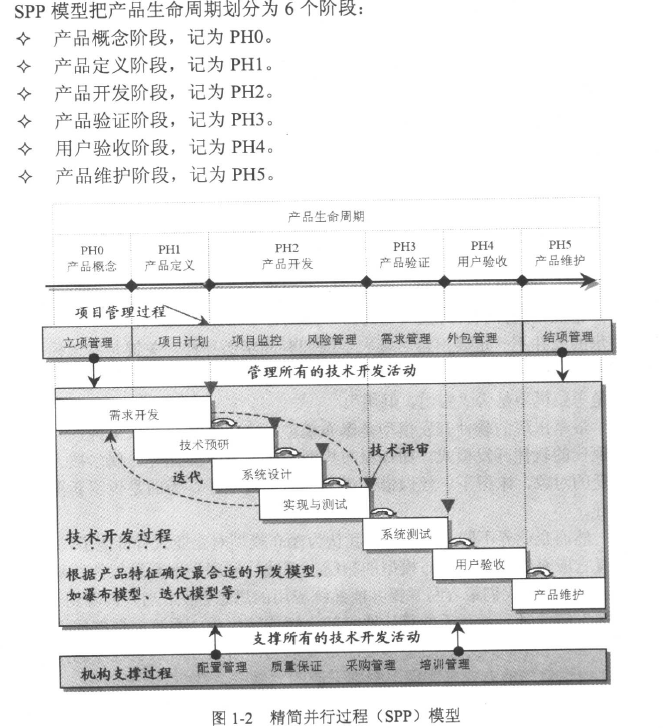 SPP 模型把产品生命周期划分为 6 个阶段：
✧ 产品概念阶段，记为 PH0。
✧ 产品定义阶段，记为 PH1。
✧ 产品开发阶段，记为 PH2。
✧ 产品验证阶段，记为 PH3。
✧ 用户验收阶段，记为 PH4。
✧ 产品维护阶段，记为 PH5。
产品生命周期
PH0 PH1 PH2 PH3 PH4 PH5
产品概念 产品定义 产品开发 产品验证 用户验收 产品维护
项目管理过程
立项管理 项目计划 项目监控 风险管理 需求管理 外包管理 结项管理
管理所有的技术开发活动
需求开发
技术预研
技术评审
迭代
系统设计
实现与测试
系统测试
技术开发过程
用户验收
根据产品特征确定最合适的开发模型，
如瀑布模型、迭代模型等。
产品维护
支撑所有的技术开发活动
机构支撑过程 配置管理 质量保证 采购管理 培训管理
图 1-2 精简并行过程（SPP）模型